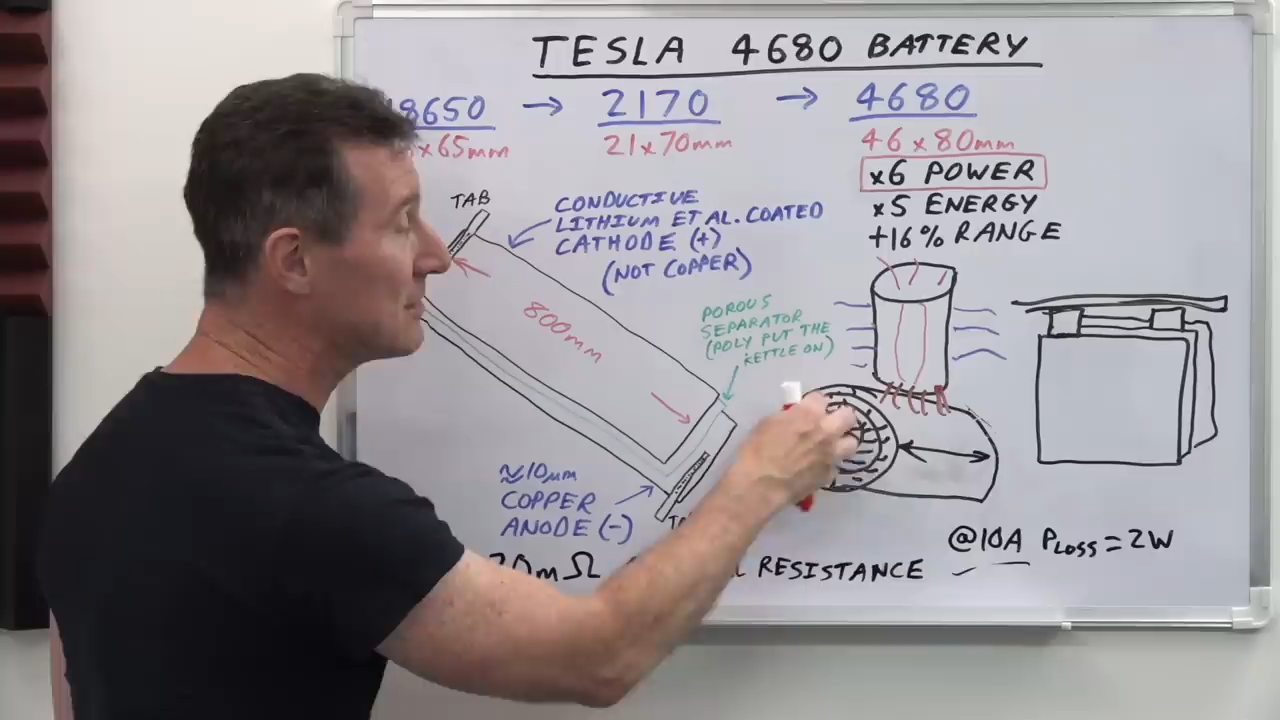 TESLA 4680 BATTERY
8650 → 2170 → 4680
x65mm 21x70mm 46x80mm
x6 POWER
x5 ENERGY
+16% RANGE
TAB
CONDUCTIVE
LITHIUM ET AL. COATED
CATHODE (+)
(NOT COPPER)
800mm
POROUS
SEPARATOR
(POLY PUT THE
KETTLE ON)
≈10mm
COPPER
ANODE (-)
@10A PLOSS = 2W
20mΩ RESISTANCE